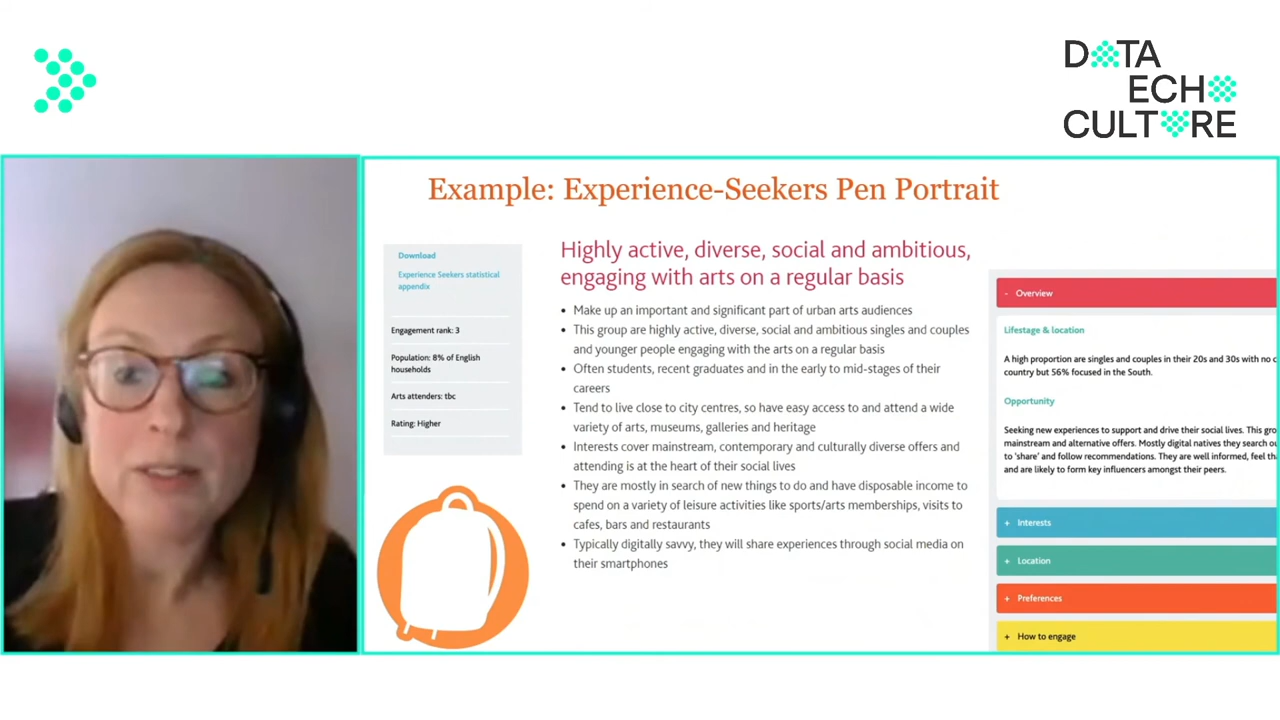 DATA
ECHO
CULTURE
Example: Experience-Seekers Pen Portrait
Download
Experience Seekers statistical
appendix
Engagement rank: 3
Population: 8% of English
households
Arts attenders: tbc
Rating: Higher
Highly active, diverse, social and ambitious,
engaging with arts on a regular basis
• Make up an important and significant part of urban arts audiences
• This group are highly active, diverse, social and ambitious singles and couples
and younger people engaging with the arts on a regular basis
• Often students, recent graduates and in the early to mid-stages of their
careers
• Tend to live close to city centres, so have easy access to and attend a wide
variety of arts, museums, galleries and heritage
• Interests cover mainstream, contemporary and culturally diverse offers and
attending is at the heart of their social lives
• They are mostly in search of new things to do and have disposable income to
spend on a variety of leisure activities like sports/arts memberships, visits to
cafes, bars and restaurants
• Typically digitally savvy, they will share experiences through social media on
their smartphones
- Overview
Lifestage & location
A high proportion are singles and couples in their 20s and 30s with no
country but 56% focused in the South.
Opportunity
Seeking new experiences to support and drive their social lives. This
mainstream and alternative offers. Mostly digital natives they search
to 'share' and follow recommendations. They are well informed, feel
and are likely to form key influencers amongst their peers.
+ Interests
+ Location
+ Preferences
+ How to engage